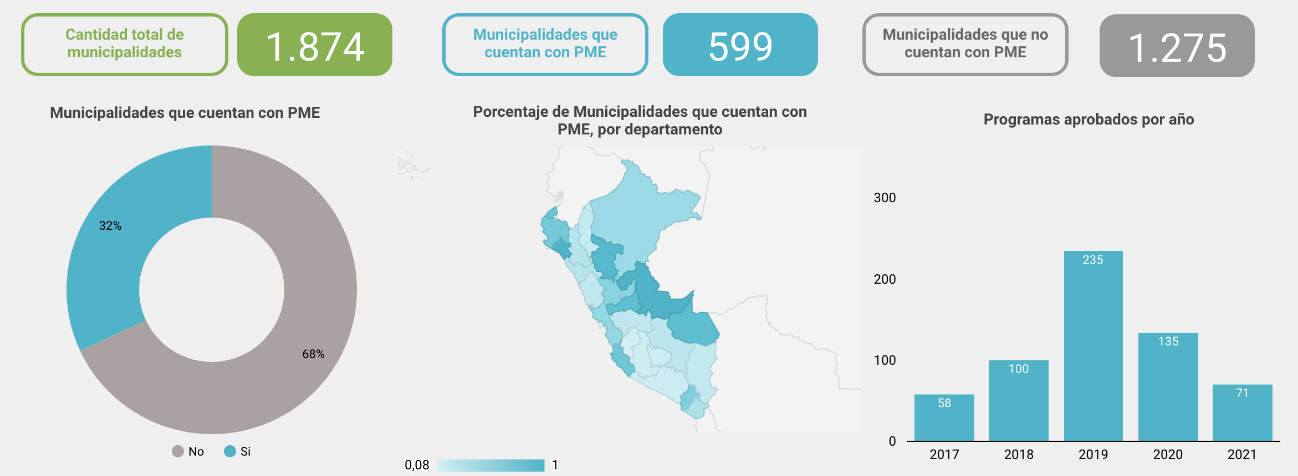 Cantidad total de
municipalidades
1.874
Municipalidades que
cuentan con PME
599
Municipalidades que no
cuentan con PME
1.275
Municipalidades que cuentan con PME
32%
68%
No
Si
Porcentaje de Municipalidades que cuentan con
PME, por departamento
0,08
1
Programas aprobados por año
300
200
100
0
58
100
235
135
71
2017
2018
2019
2020
2021